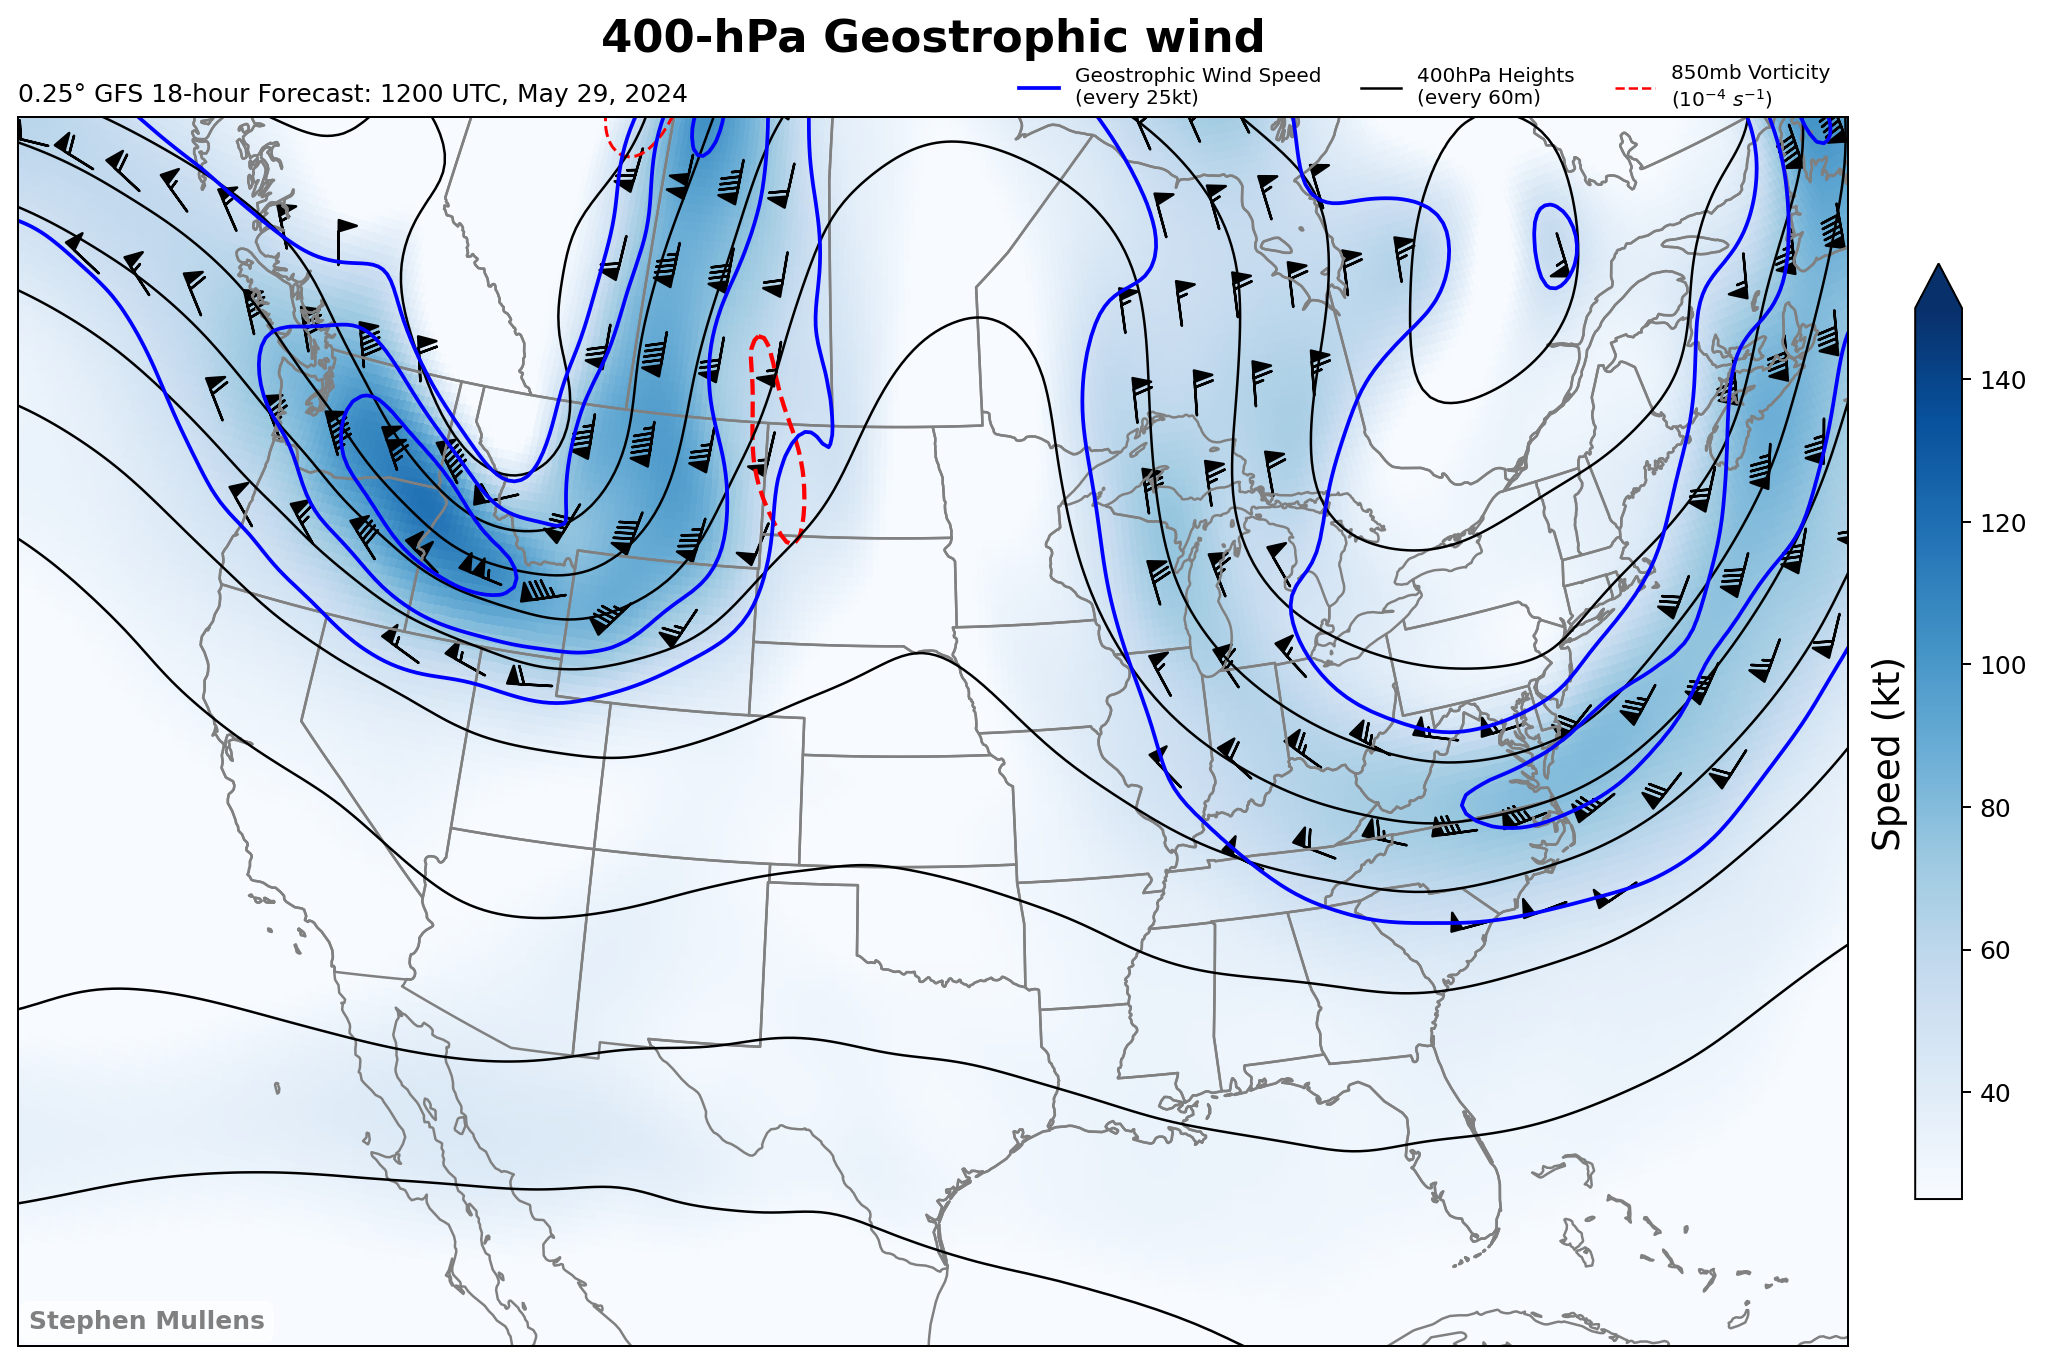 400-hPa Geostrophic wind
0.25° GFS 18-hour Forecast: 1200 UTC, May 29, 2024
Geostrophic Wind Speed
(every 25kt)
400hPa Heights
(every 60m)
850mb Vorticity
(10⁻⁴ s⁻¹)
140
120
100
80
60
40
Speed (kt)
Stephen Mullens